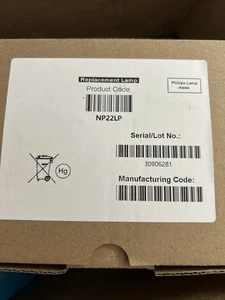 Replacement Lamp
Product Code:
NP22LP
Philips Lamp
inside
Serial/Lot No.:
30906281
Hg
Manufacturing Code: